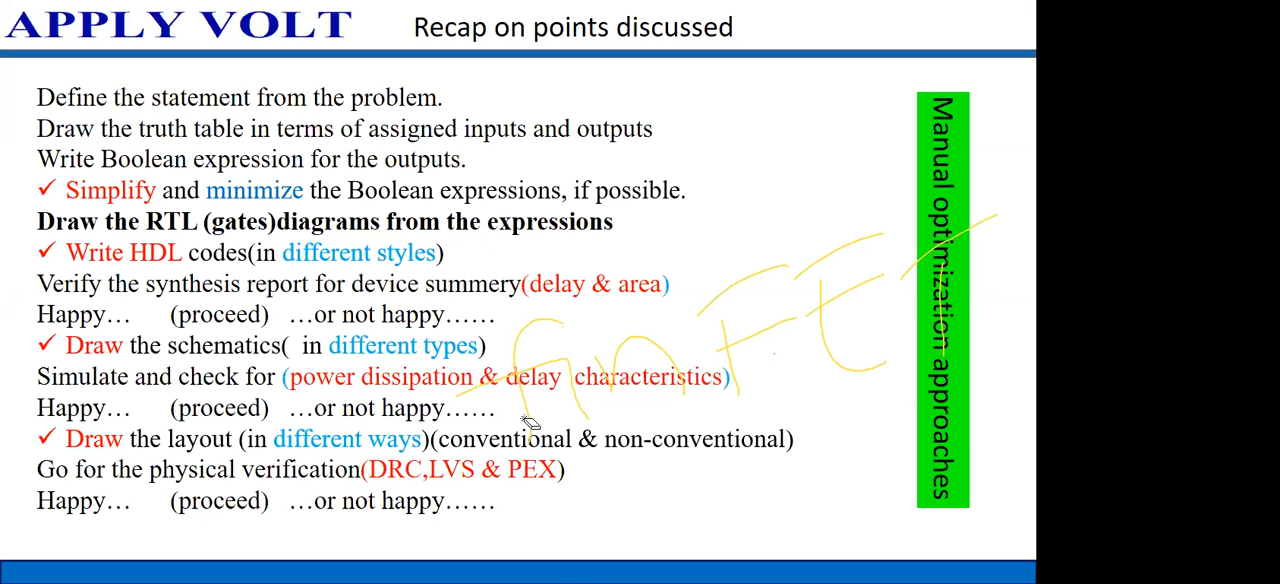 APPLY VOLT
Recap on points discussed
Define the statement from the problem.
Draw the truth table in terms of assigned inputs and outputs
Write Boolean expression for the outputs.
✓ Simplify and minimize the Boolean expressions, if possible.
Draw the RTL (gates)diagrams from the expressions
✓ Write HDL codes(in different styles)
Verify the synthesis report for device summery(delay & area)
Happy… (proceed) …or not happy……
✓ Draw the schematics( in different types)
Simulate and check for (power dissipation & delay characteristics)
Happy… (proceed) …or not happy……
✓ Draw the layout (in different ways)(conventional & non-conventional)
Go for the physical verification(DRC,LVS & PEX)
Happy… (proceed) …or not happy……
Manual optimization approaches
FinFET